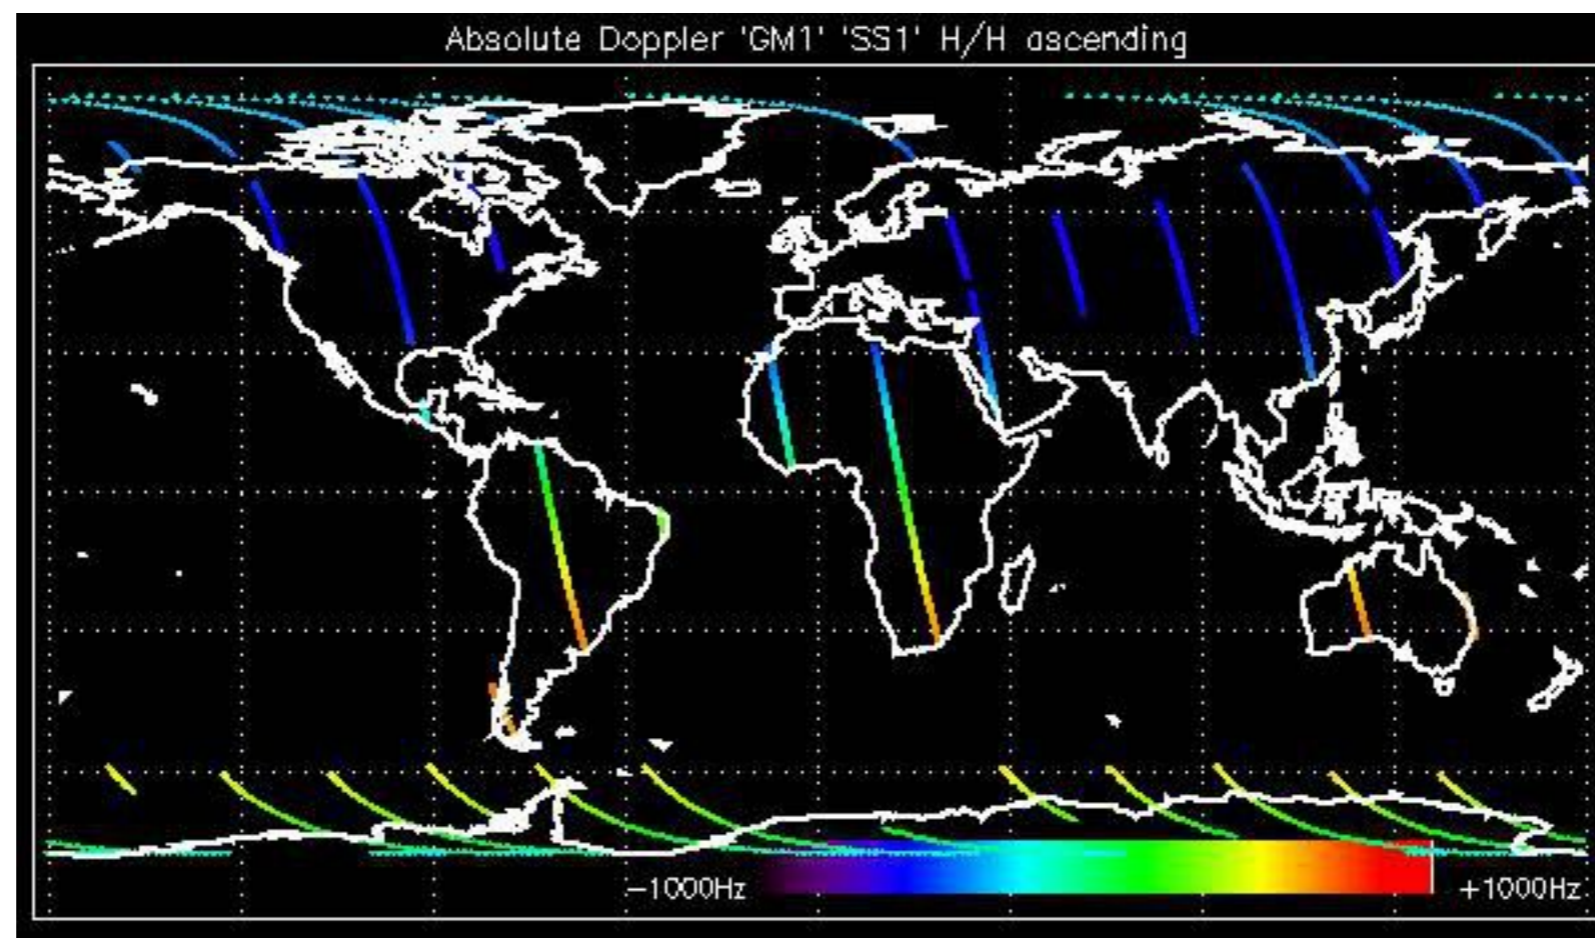 Absolute Doppler 'GM1' 'SS1' H/H ascending
−1000Hz
+1000Hz